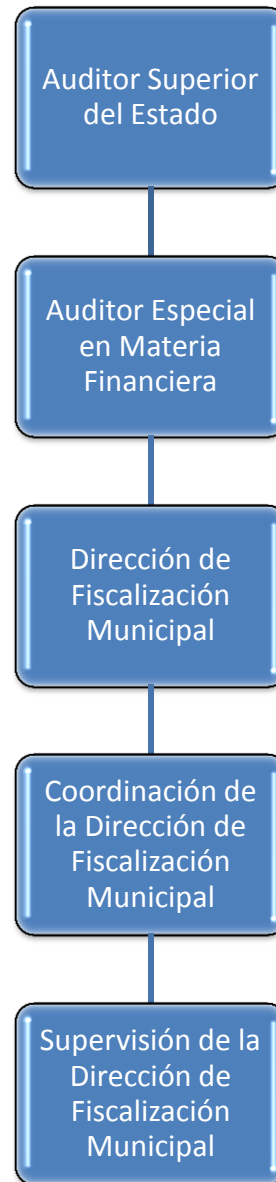 Auditor Superior
del Estado
Auditor Especial
en Materia
Financiera
Dirección de
Fiscalización
Municipal
Coordinación de
la Dirección de
Fiscalización
Municipal
Supervisión de la
Dirección de
Fiscalización
Municipal